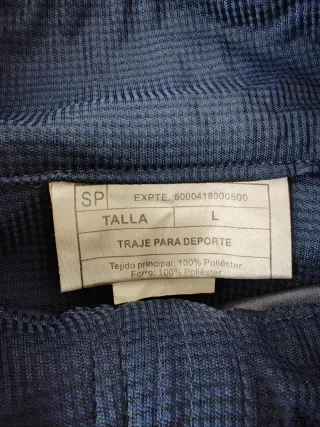 SP EXPTE.:6000418000500
TALLA L
TRAJE PARA DEPORTE
Tejido principal: 100% Poliéster
Forro: 100% Poliéster